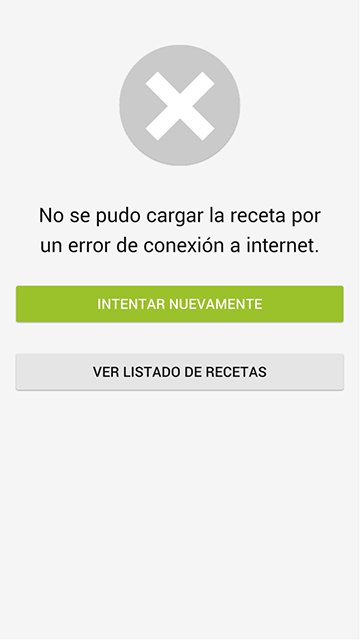 No se pudo cargar la receta por
un error de conexión a internet.
INTENTAR NUEVAMENTE
VER LISTADO DE RECETAS